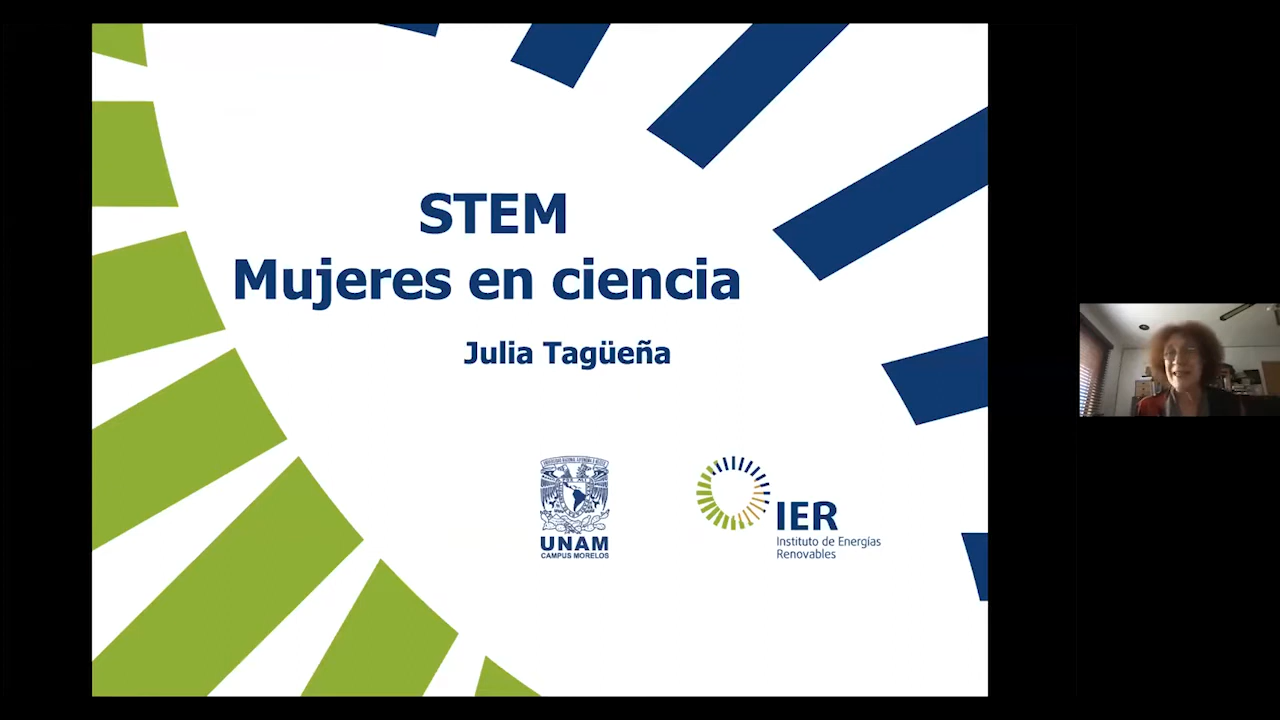 STEM
Mujeres en ciencia
Julia Tagüeña
UNAM
CAMPUS MORELOS
IER
Instituto de Energías
Renovables